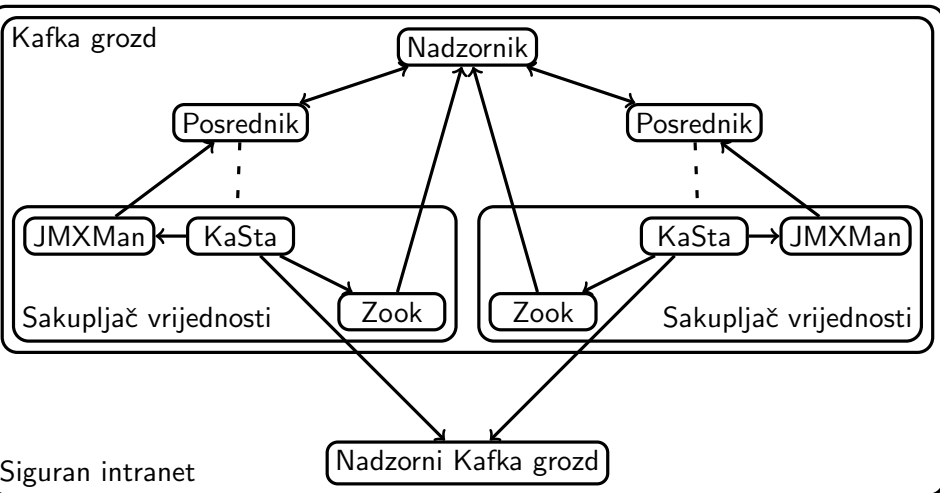 Kafka grozd
Nadzornik
Posrednik
Posrednik
JMXMan
KaSta
KaSta
JMXMan
Sakupljač vrijednosti
Zook
Zook
Sakupljač vrijednosti
Nadzorni Kafka grozd
Siguran intranet